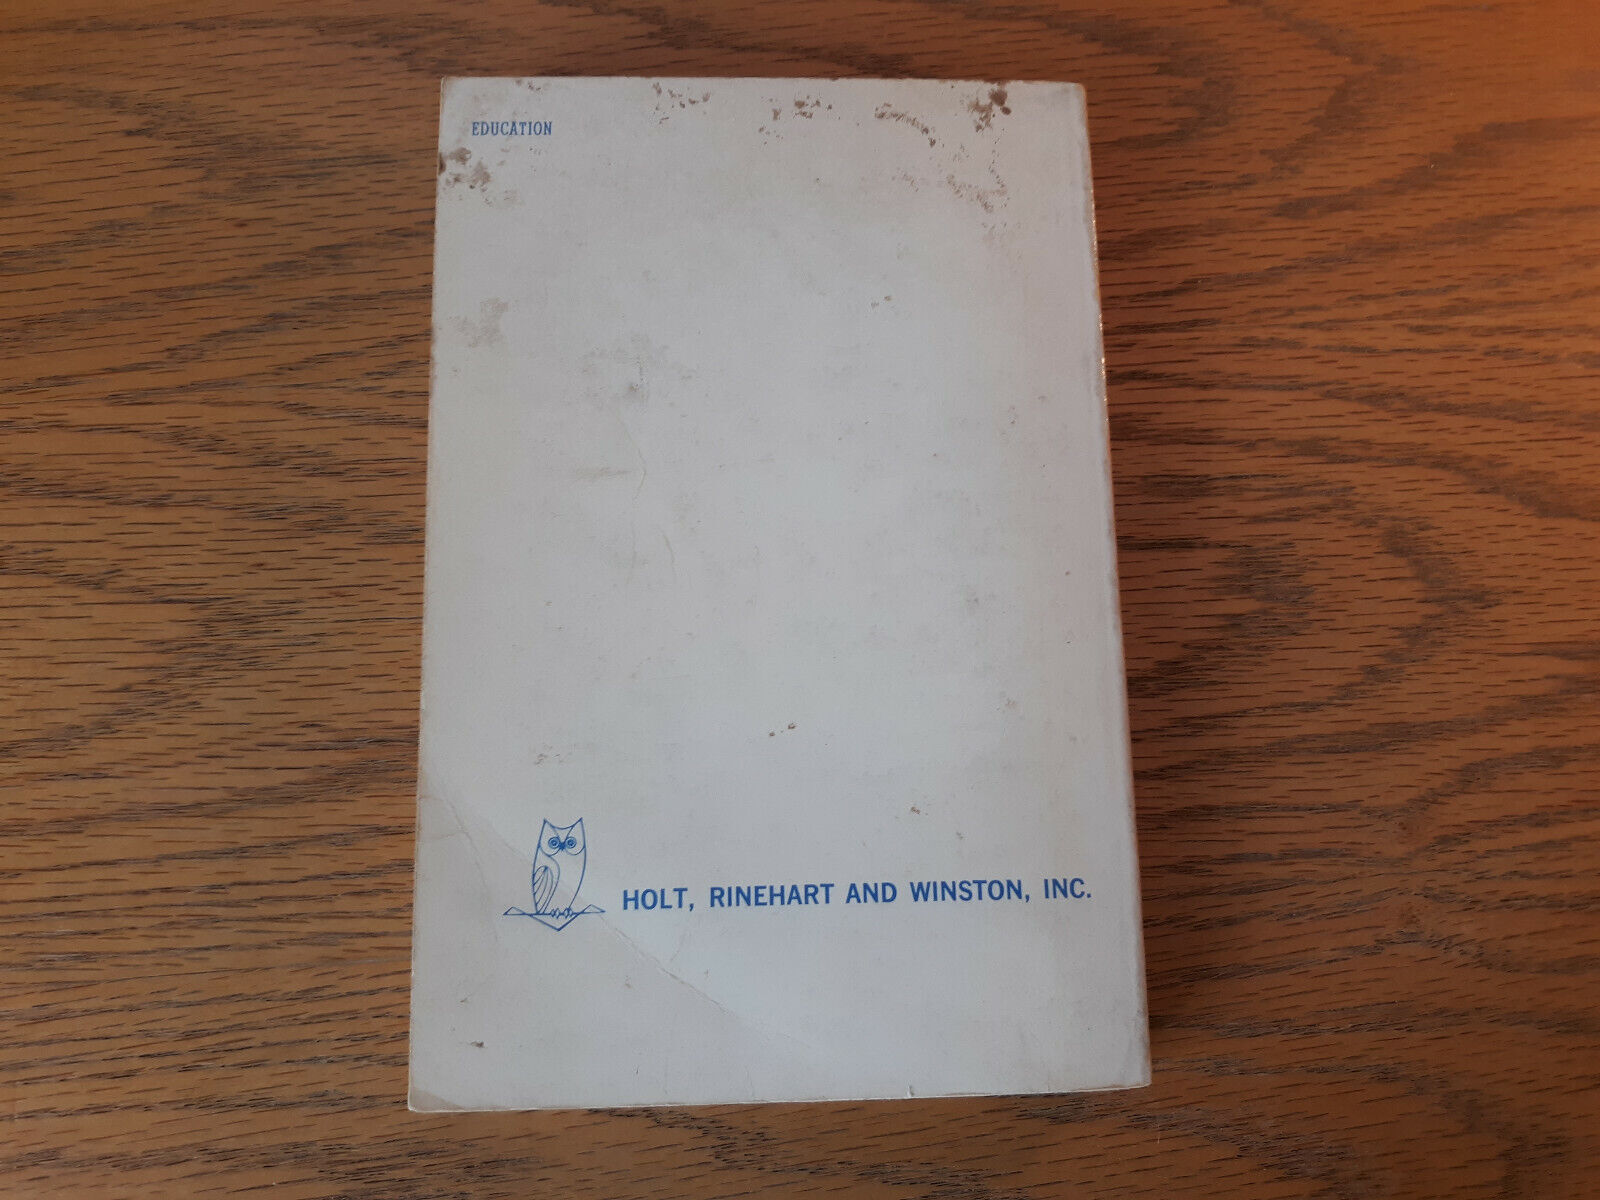 EDUCATION
HOLT, RINEHART AND WINSTON, INC.